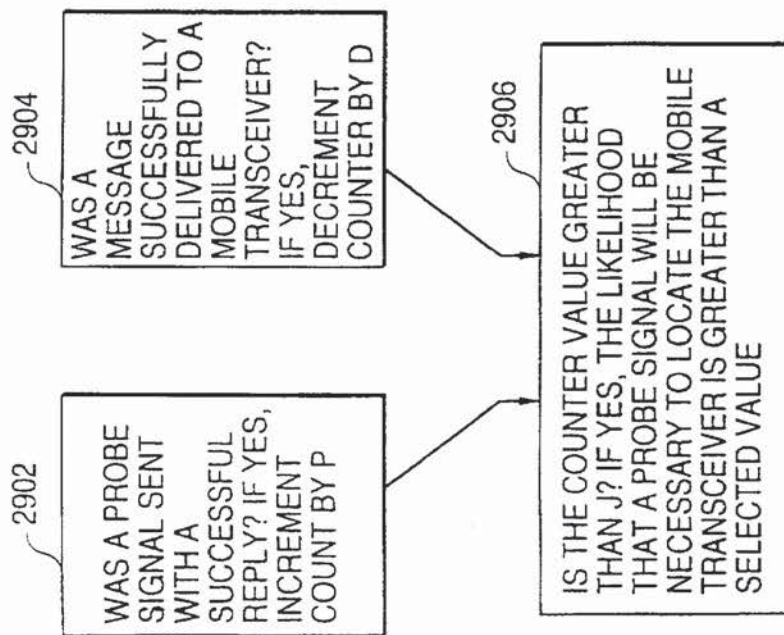 2902
WAS A PROBE
SIGNAL SENT
WITH A
SUCCESSFUL
REPLY? IF YES,
INCREMENT
COUNT BY P
2904
WAS A
MESSAGE
SUCCESSFULLY
DELIVERED TO A
MOBILE
TRANSCEIVER?
IF YES,
DECREMENT
COUNTER BY D
2906
IS THE COUNTER VALUE GREATER
THAN J? IF YES, THE LIKELIHOOD
THAT A PROBE SIGNAL WILL BE
NECESSARY TO LOCATE THE MOBILE
TRANSCEIVER IS GREATER THAN A
SELECTED VALUE